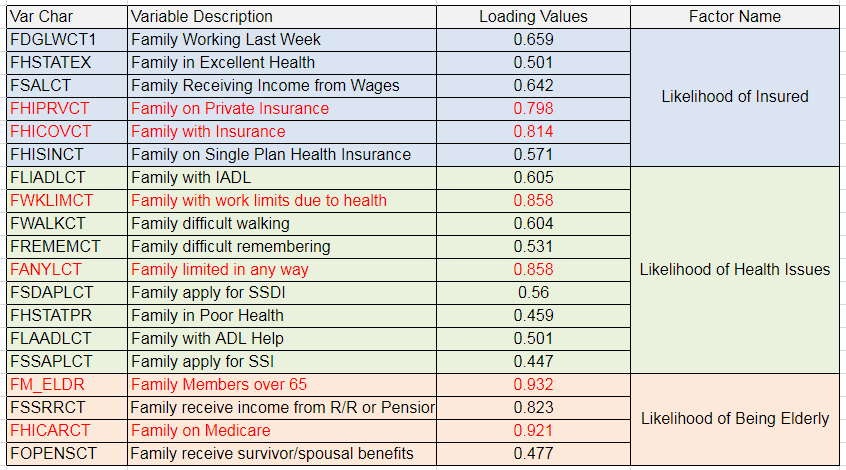 Var Char Variable Description Loading Values Factor Name
FDGLWCT1 Family Working Last Week 0.659
FHSTATEX Family in Excellent Health 0.501
FSALCT Family Receiving Income from Wages 0.642
Likelihood of Insured
FHIPRVCT Family on Private Insurance 0.798
FHICOVCT Family with Insurance 0.814
FHISINCT Family on Single Plan Health Insurance 0.571
FLIADLCT Family with IADL 0.605
FWKLIMCT Family with work limits due to health 0.858
FWALKCT Family difficult walking 0.604
FREMEMCT Family difficult remembering 0.531
FANYLCT Family limited in any way 0.858 Likelihood of Health Issues
FSDAPLCT Family apply for SSDI 0.56
FHSTATPR Family in Poor Health 0.459
FLAADLCT Family with ADL Help 0.501
FSSAPLCT Family apply for SSI 0.447
FM_ELDR Family Members over 65 0.932
FSSRRCT Family receive income from R/R or Pension 0.823
Likelihood of Being Elderly
FHICARCT Family on Medicare 0.921
FOPENSCT Family receive survivor/spousal benefits 0.477